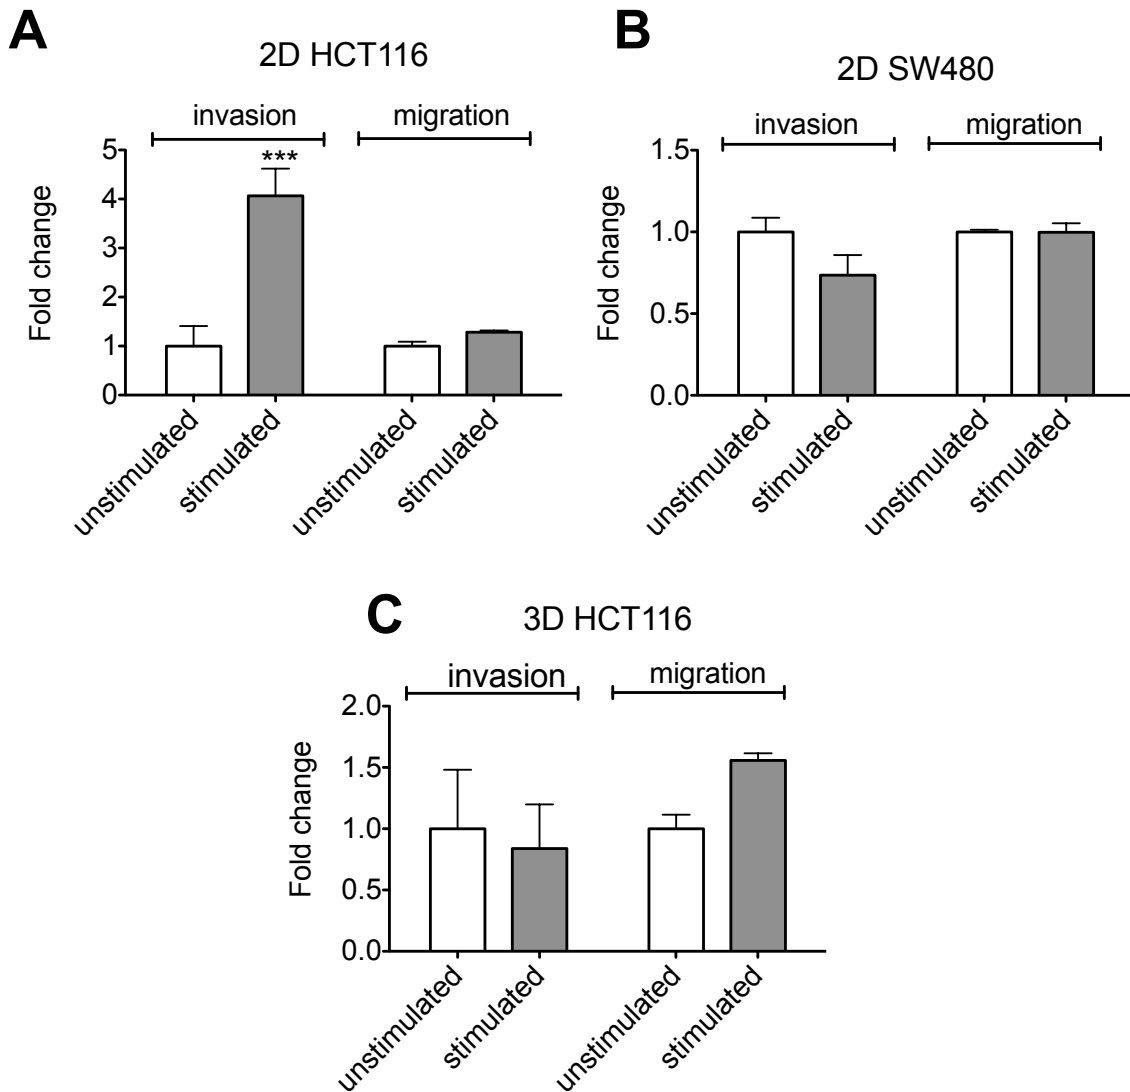 A
2D HCT116
invasion
migration
5
4
3
2
1
0
Fold change
***
unstimulated
stimulated
unstimulated
stimulated
B
2D SW480
invasion
migration
1.5
1.0
0.5
0.0
Fold change
unstimulated
stimulated
unstimulated
stimulated
C
3D HCT116
invasion
migration
2.0
1.5
1.0
0.5
0.0
Fold change
unstimulated
stimulated
unstimulated
stimulated